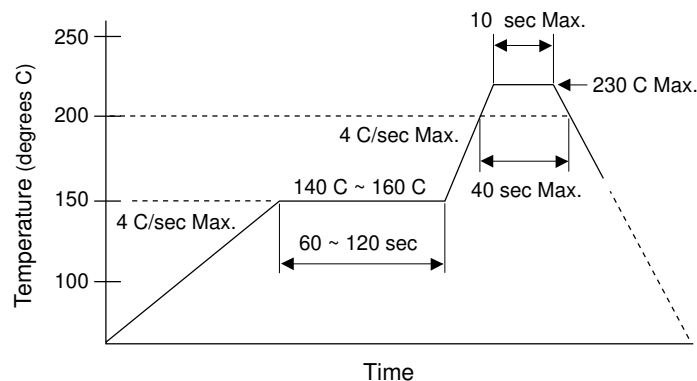 10 sec Max.
250
230 C Max.
200
4 C/sec Max.
140 C ~ 160 C
40 sec Max.
150
4 C/sec Max.
60 ~ 120 sec
100
Temperature (degrees C)
Time